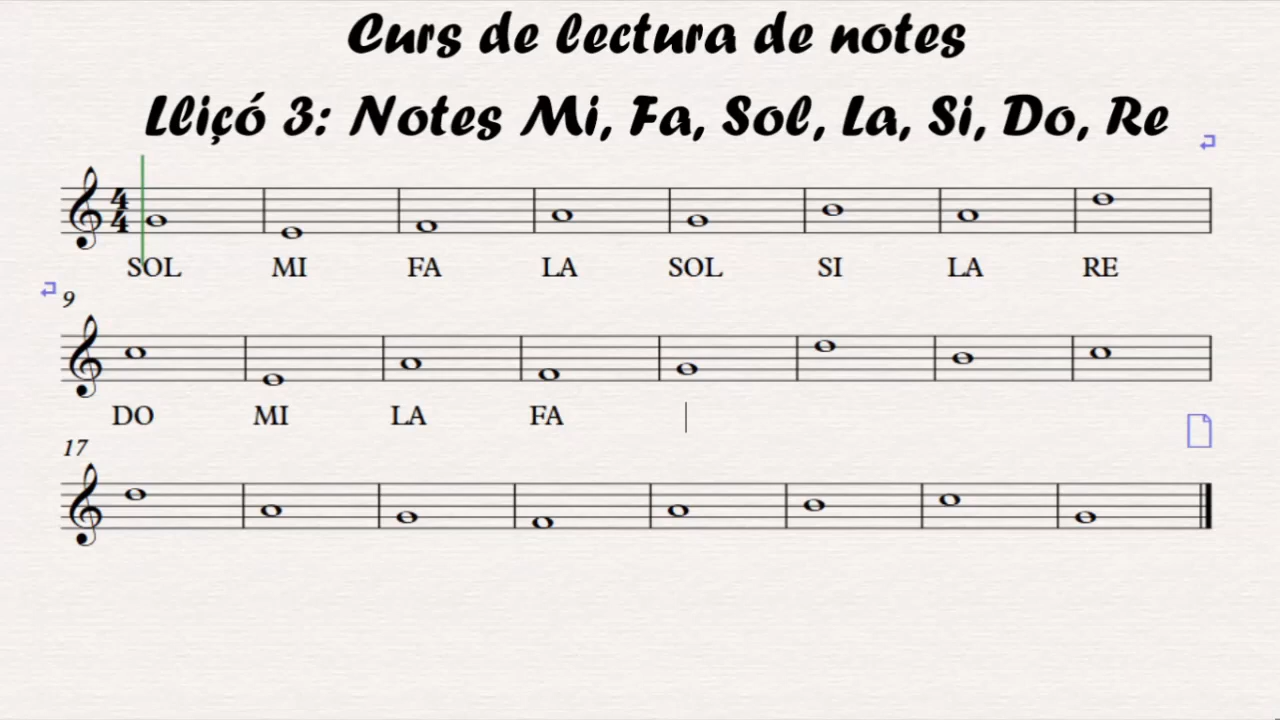 Curs de lectura de notes
Lliçó 3: Notes Mi, Fa, Sol, La, Si, Do, Re
4
4
SOL MI FA LA SOL SI LA RE
9
DO MI LA FA
17